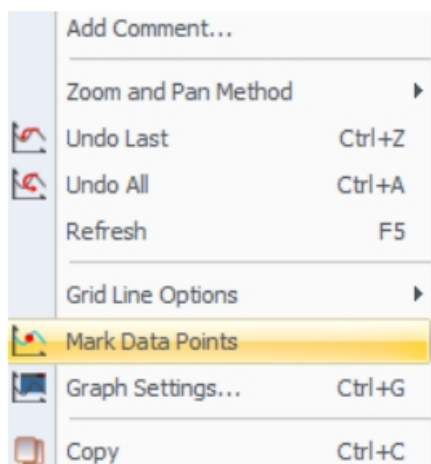 Add Comment...
Zoom and Pan Method
Undo Last Ctrl+Z
Undo All Ctrl+A
Refresh F5
Grid Line Options
Mark Data Points
Graph Settings... Ctrl+G
Copy Ctrl+C